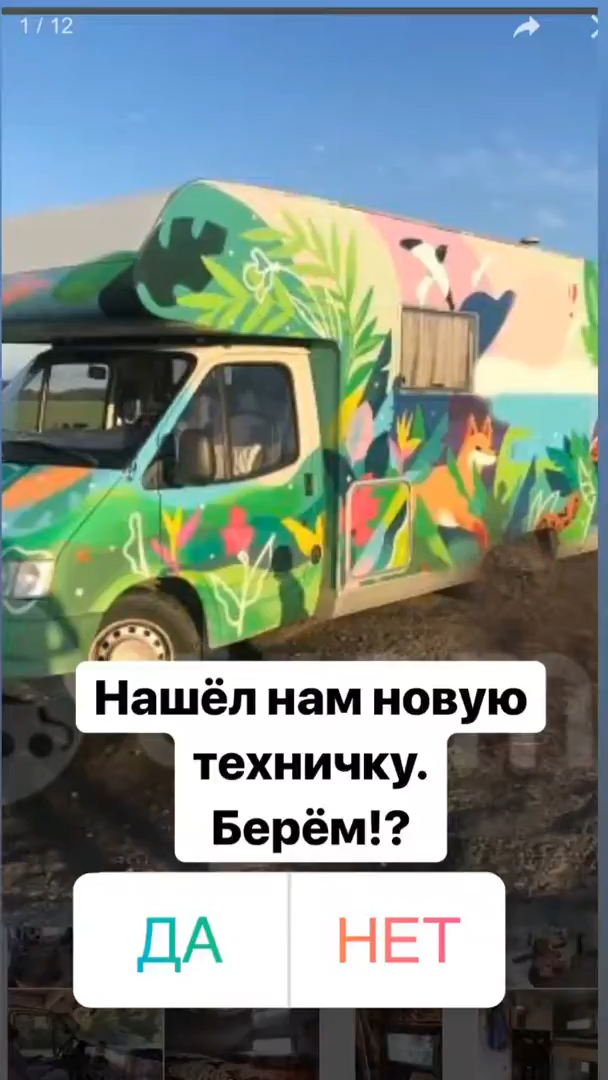 1 / 12
Нашёл нам новую
техничку.
Берём!?
ДА
НЕТ